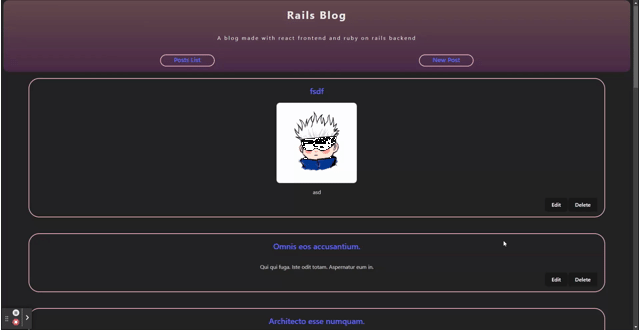 Rails Blog
A blog made with react frontend and ruby on rails backend
Posts List
New Post
fsdf
asd
Edit Delete
Omnis eos accusantium.
Qui qui fuga. Iste odit totam. Aspernatur eum in.
Edit Delete
Architecto esse numquam.